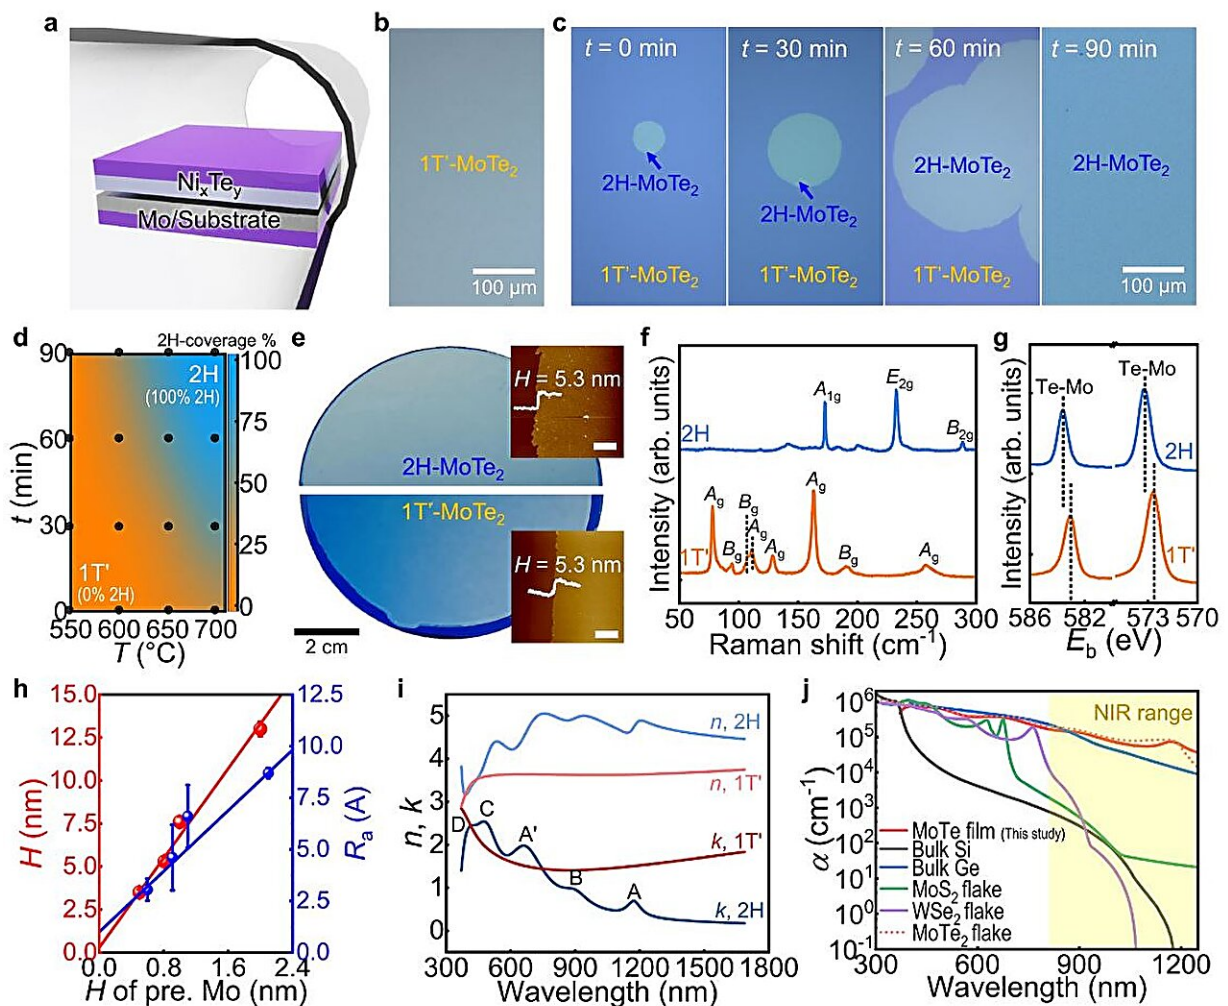 a
Ni_xTe_y
Mo/Substrate
b
1T'-MoTe₂
100 µm
c
t = 0 min
2H-MoTe₂
1T'-MoTe₂
t = 30 min
2H-MoTe₂
1T'-MoTe₂
t = 60 min
2H-MoTe₂
1T'-MoTe₂
t = 90 min
2H-MoTe₂
100 µm
d
2H-coverage %
90
60
30
0
t (min)
2H
(100% 2H)
1T'
(0% 2H)
100
75
50
25
0
550 600 650 700
T (°C)
e
H = 5.3 nm
2H-MoTe₂
1T'-MoTe₂
H = 5.3 nm
2 cm
f
Intensity (arb. units)
2H
A₁g
E₂g
B₂g
1T'
Ag
Bg
Bg
Ag
Ag
Ag
Bg
Ag
50 100 150 200 250 300
Raman shift (cm⁻¹)
g
Intensity (arb. units)
Te-Mo
Te-Mo
2H
1T'
586 582 573 570
E_b (eV)
h
15.0
12.5
10.0
7.5
5.0
2.5
0.0
H (nm)
12.5
10.0
7.5
5.0
2.5
0.0
R_a (A)
0.0 0.8 1.6 2.4
H of pre. Mo (nm)
i
5
4
3
2
1
0
n, k
n, 2H
n, 1T'
k, 1T'
k, 2H
D
C
A'
B
A
300 600 900 1200 1500 1800
Wavelength (nm)
j
10⁶
10⁵
10⁴
10³
10²
10¹
10⁰
10⁻¹
α (cm⁻¹)
NIR range
MoTe film (This study)
Bulk Si
Bulk Ge
MoS₂ flake
WSe₂ flake
MoTe₂ flake
300 600 900 1200
Wavelength (nm)